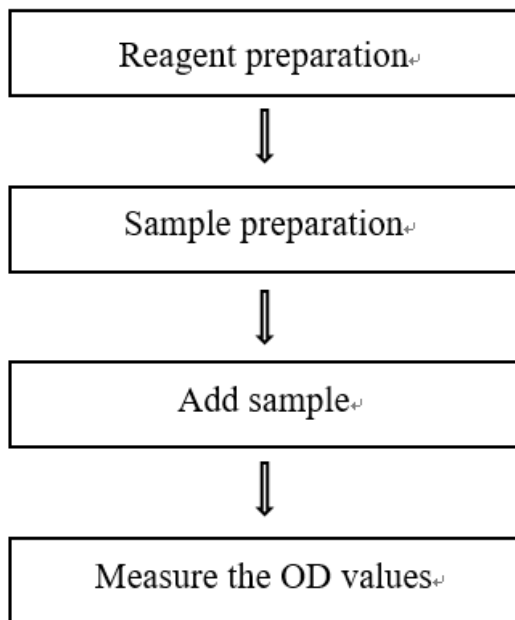 Reagent preparation
Sample preparation
Add sample
Measure the OD values